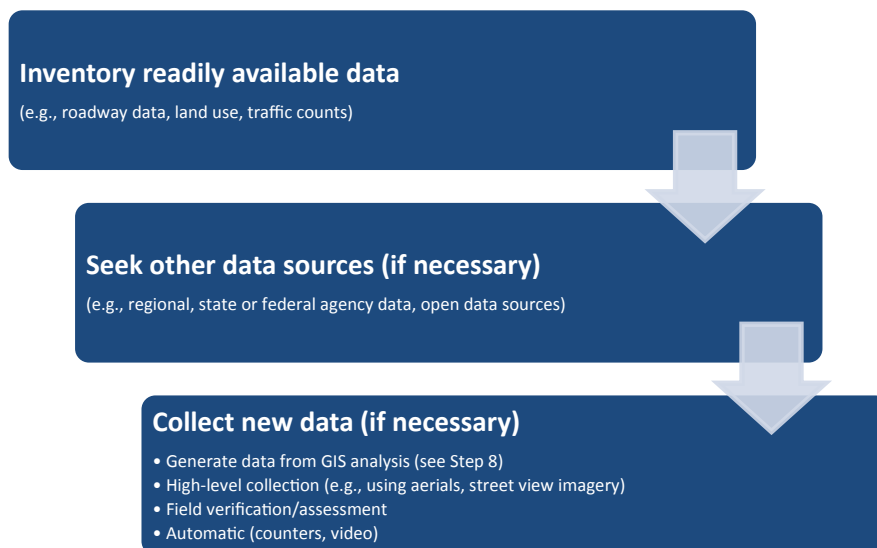 Inventory readily available data
(e.g., roadway data, land use, traffic counts)
Seek other data sources (if necessary)
(e.g., regional, state or federal agency data, open data sources)
Collect new data (if necessary)
• Generate data from GIS analysis (see Step 8)
• High-level collection (e.g., using aerials, street view imagery)
• Field verification/assessment
• Automatic (counters, video)